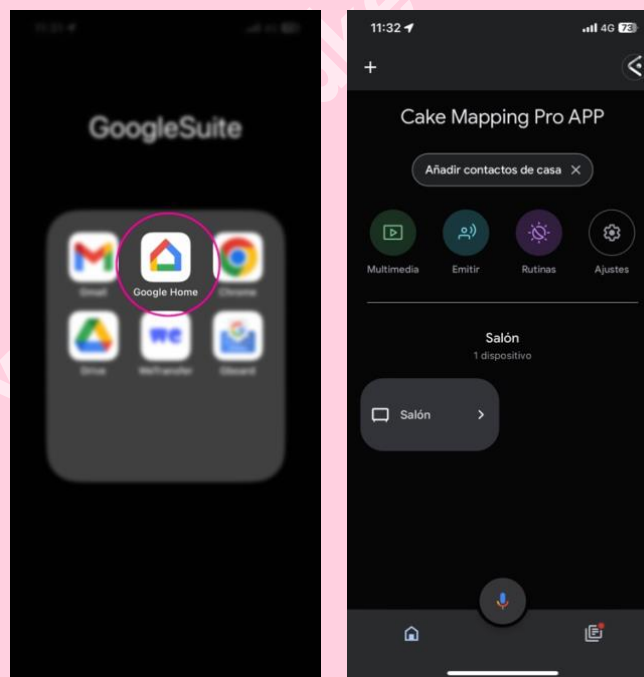 GoogleSuite
Gmail
Google Home
Chrome
Drive
WeTransfer
Gboard
11:32
4G 73
Cake Mapping Pro APP
Añadir contactos de casa
Multimedia
Emitir
Rutinas
Ajustes
Salón
1 dispositivo
Salón